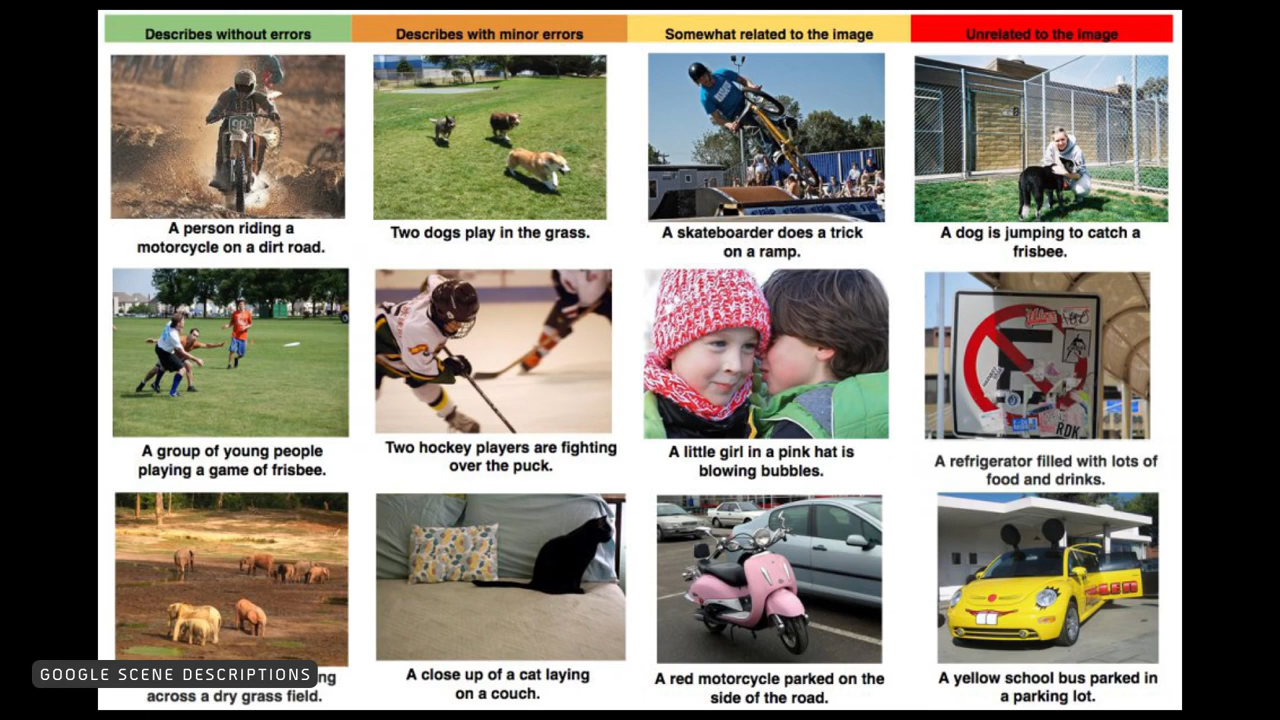 Describes without errors
Describes with minor errors
Somewhat related to the image
Unrelated to the image
A person riding a
motorcycle on a dirt road.
Two dogs play in the grass.
A skateboarder does a trick
on a ramp.
A dog is jumping to catch a
frisbee.
A group of young people
playing a game of frisbee.
Two hockey players are fighting
over the puck.
A little girl in a pink hat is
blowing bubbles.
RDK
A refrigerator filled with lots of
food and drinks.
GOOGLE SCENE DESCRIPTIONS
across a dry grass field.
A close up of a cat laying
on a couch.
A red motorcycle parked on the
side of the road.
A yellow school bus parked in
a parking lot.